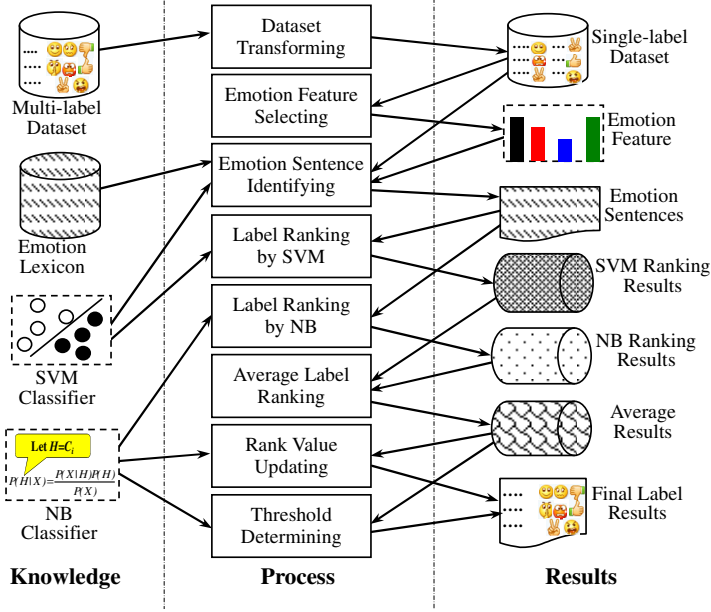 Multi-label
Dataset
Emotion
Lexicon
SVM
Classifier
Let H=Ci
P(H|X)=P(X|H)P(H)
P(X)
NB
Classifier
Knowledge
Dataset
Transforming
Emotion Feature
Selecting
Emotion Sentence
Identifying
Label Ranking
by SVM
Label Ranking
by NB
Average Label
Ranking
Rank Value
Updating
Threshold
Determining
Process
Single-label
Dataset
Emotion
Feature
Emotion
Sentences
SVM Ranking
Results
NB Ranking
Results
Average
Results
Final Label
Results
Results